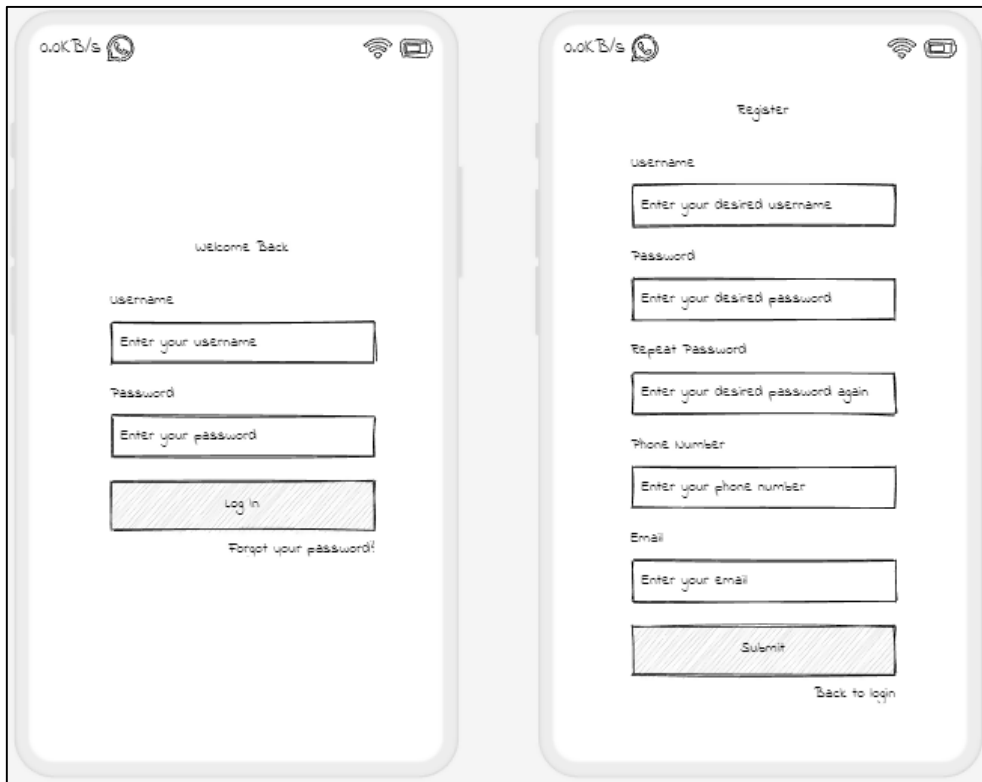 0.0KB/s
Welcome Back
Username
Enter your username
Password
Enter your password
Log In
Forgot your password?
0.0KB/s
Register
Username
Enter your desired username
Password
Enter your desired password
Repeat Password
Enter your desired password again
Phone Number
Enter your phone number
Email
Enter your email
Submit
Back to login